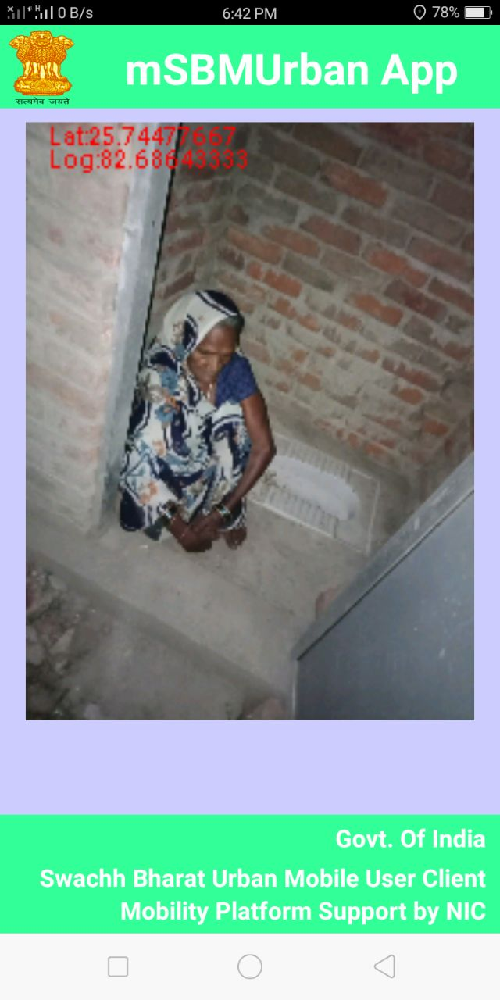 0 B/s 6:42 PM 78%
mSBMUrban App
सत्यमेव जयते
Lat:25.74477667
Log:82.68643333
Govt. Of India
Swachh Bharat Urban Mobile User Client
Mobility Platform Support by NIC